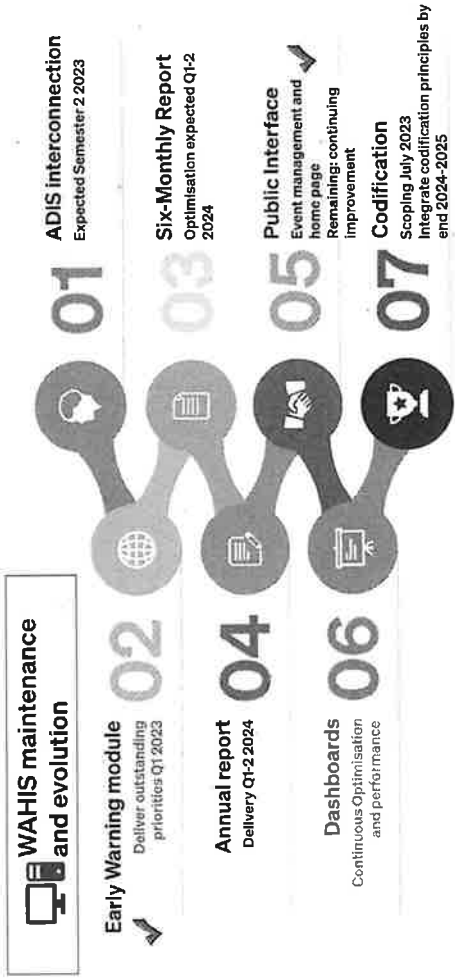 WAHIS maintenance
and evolution
01
ADIS interconnection
Expected Semester 2 2023
02
Early Warning module
Deliver outstanding
priorities Q1 2023
03
Six-Monthly Report
Optimisation expected Q1-2
2024
04
Annual report
Delivery Q1-2 2024
05
Public Interface
Event management and
home page
Remaining: continuing
improvement
06
Dashboards
Continuous Optimisation
and performance
07
Codification
Scoping July 2023
Integrate codification principles by
end 2024-2025